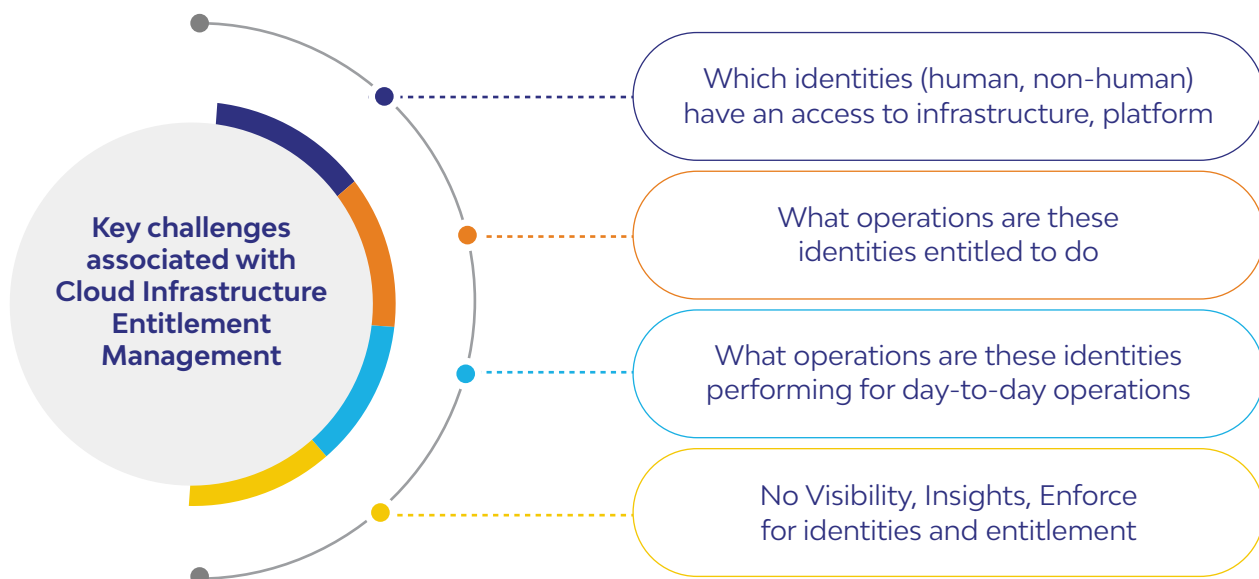 Key challenges
associated with
Cloud Infrastructure
Entitlement
Management
Which identities (human, non-human)
have an access to infrastructure, platform
What operations are these
identities entitled to do
What operations are these identities
performing for day-to-day operations
No Visibility, Insights, Enforce
for identities and entitlement